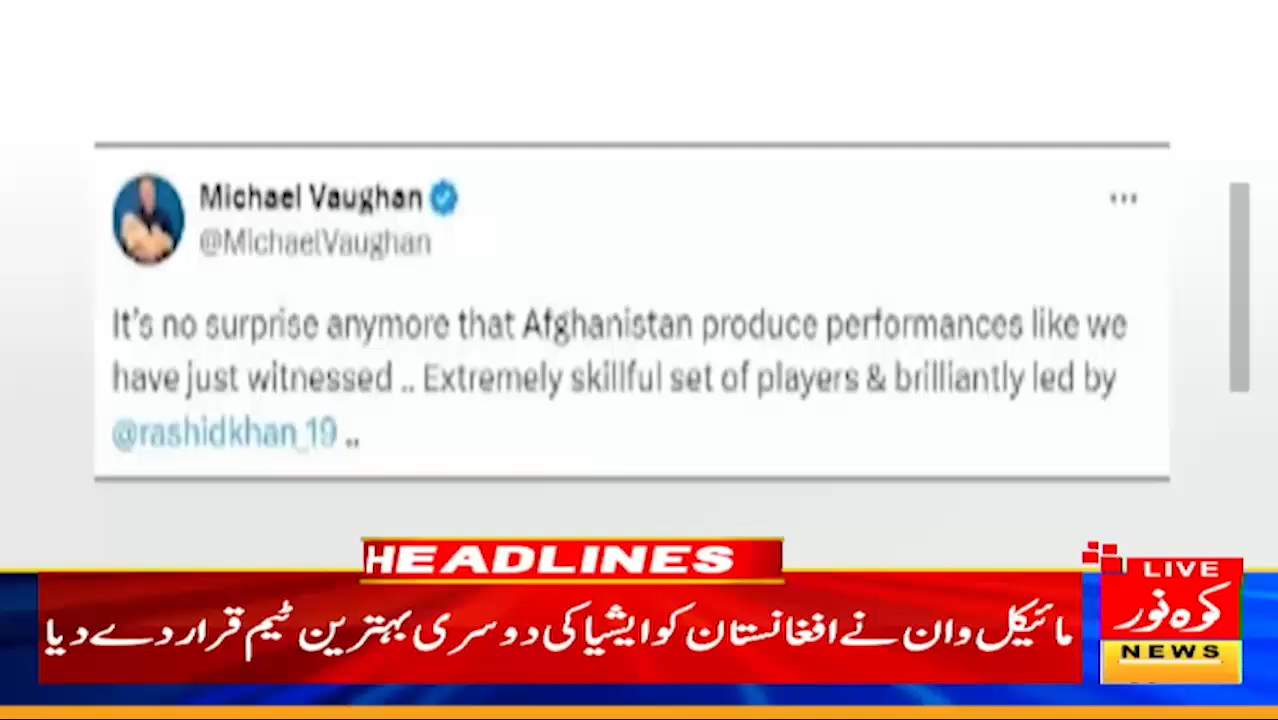 Michael Vaughan
@MichaelVaughan
It's no surprise anymore that Afghanistan produce performances like we
have just witnessed .. Extremely skillful set of players & brilliantly led by
@rashidkhan_19 ..
HEADLINES
مائیکل وان نے افغانستان کو ایشیا کی دوسری بہترین ٹیم قرار دے دیا
LIVE
کوہ نور
NEWS